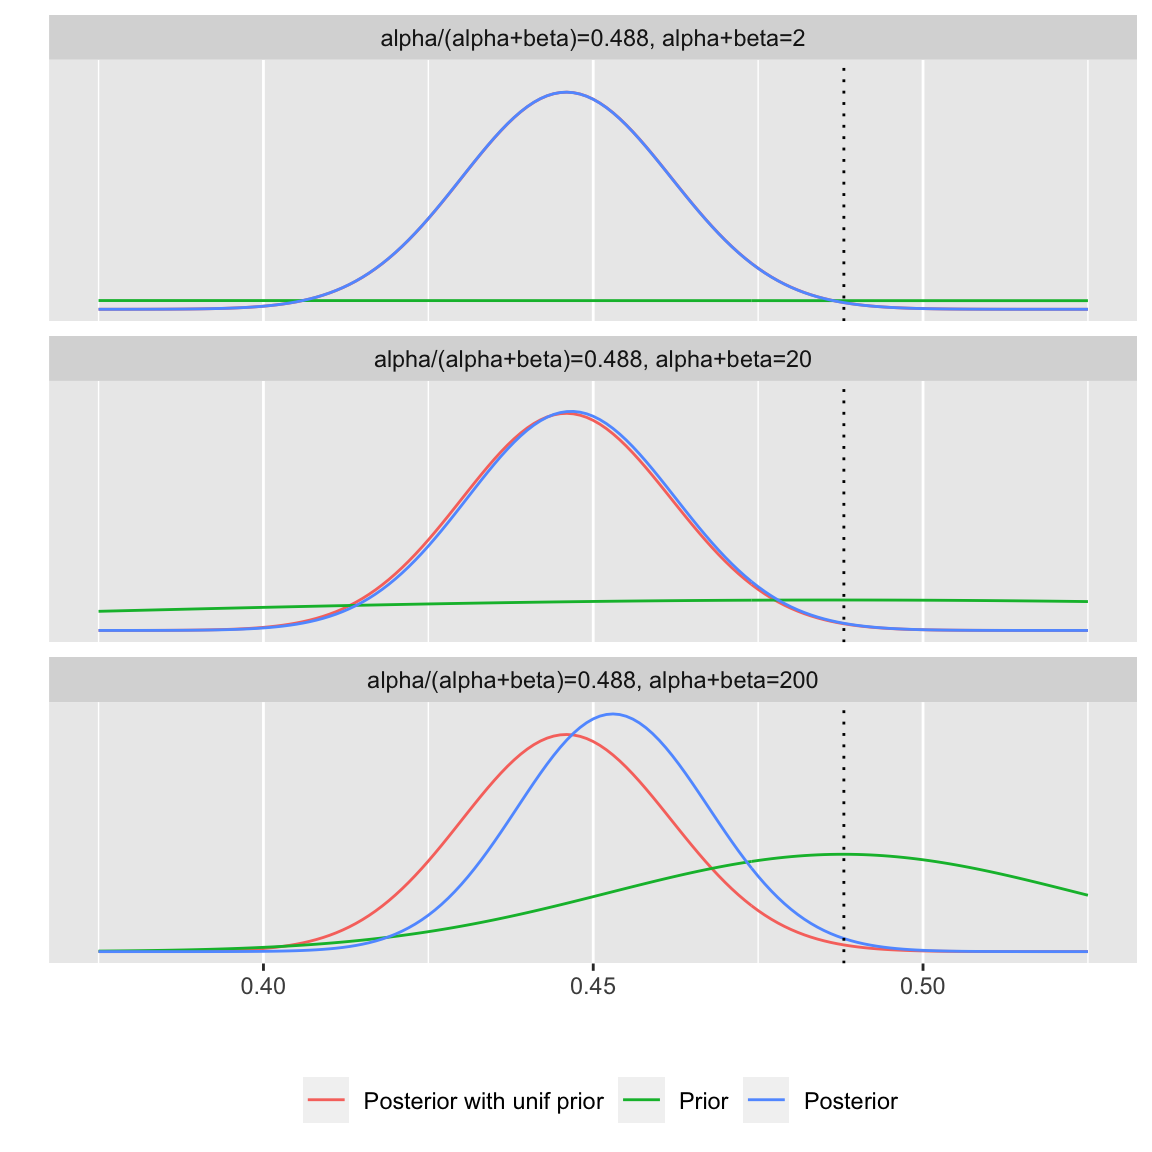 alpha/(alpha+beta)=0.488, alpha+beta=2
alpha/(alpha+beta)=0.488, alpha+beta=20
alpha/(alpha+beta)=0.488, alpha+beta=200
0.40 0.45 0.50
Posterior with unif prior Prior Posterior